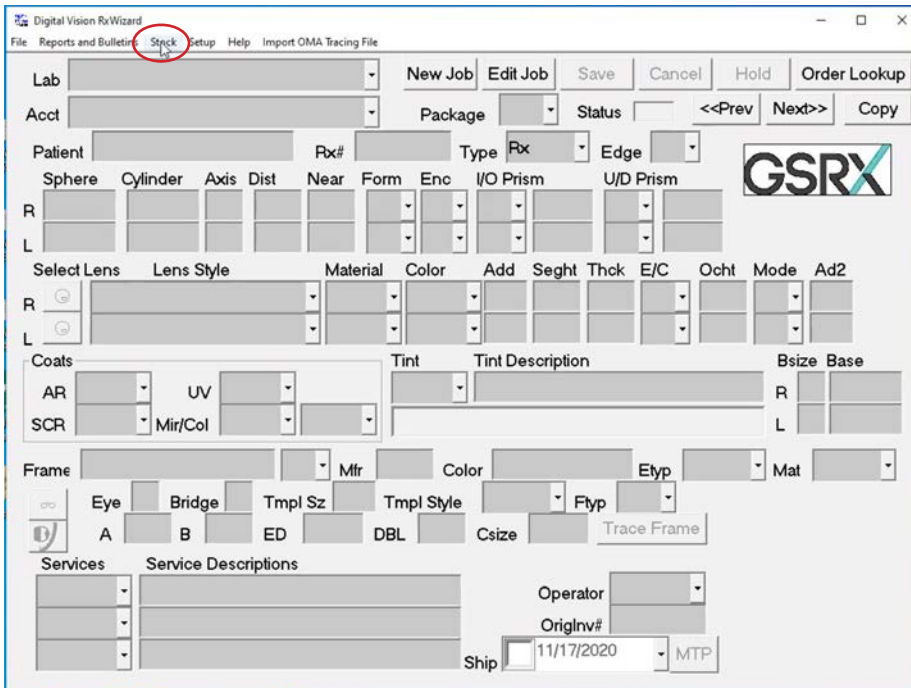 Digital Vision RxWizard
File Reports and Bulletins Stock Setup Help Import OMA Tracing File
Lab New Job Edit Job Save Cancel Hold Order Lookup
Acct Package Status <<Prev Next>> Copy
Patient Rx# Type Rx Edge
GSRX
Sphere Cylinder Axis Dist Near Form Enc I/O Prism U/D Prism
R
L
Select Lens Lens Style Material Color Add Seght Thck E/C Ocht Mode Ad2
R
L
Coats Tint Tint Description Bsize Base
AR UV R
SCR Mir/Col L
Frame Mfr Color Etyp Mat
Eye Bridge Tmpl Sz Tmpl Style Ftyp
A B ED DBL Csize Trace Frame
Services Service Descriptions
Operator
OrigInv#
Ship 11/17/2020 MTP